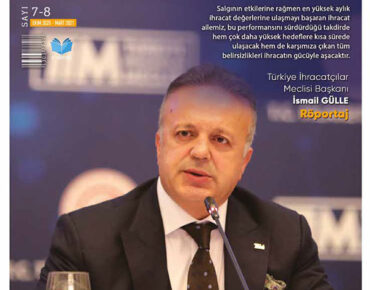 SAYI 7-8
EKİM 2020 - MART 2021
Salgının etkilerine rağmen en yüksek aylık
ihracat değerlerine ulaşmayı başaran ihracat
ailemiz, bu performansını sürdürdüğü takdirde
hem çok daha yüksek hedeflere kısa sürede
ulaşacak hem de karşımıza çıkan tüm
belirsizlikleri ihracatın gücüyle aşacaktır.
Türkiye İhracatçılar
Meclisi Başkanı
İsmail GÜLLE
Röportaj